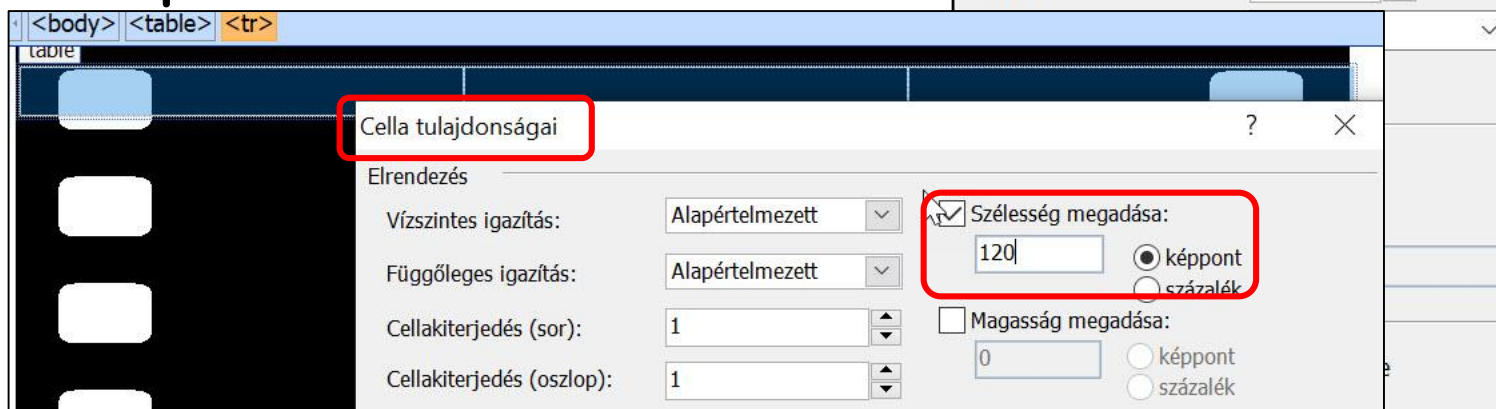 <body> <table> <tr>
table
Cella tulajdonságai ?
Elrendezés
Vízszintes igazítás: Alapértelmezett
Szélesség megadása:
120 képpont
százalék
Függőleges igazítás: Alapértelmezett
Cellakiterjedés (sor): 1
Magasság megadása:
0 képpont
százalék
Cellakiterjedés (oszlop): 1